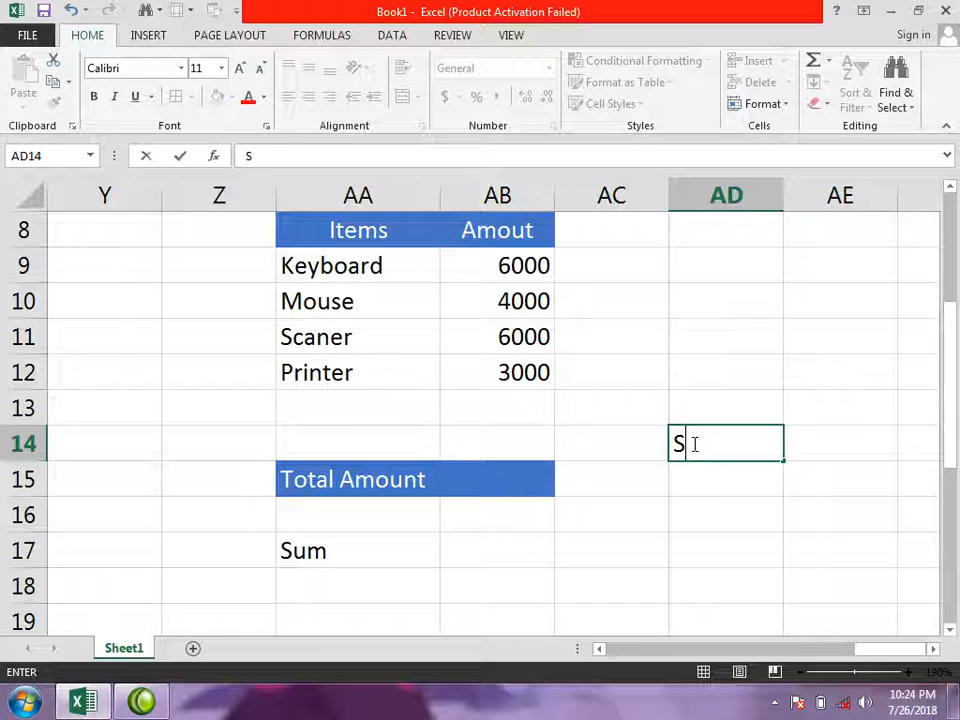 Book1 - Excel (Product Activation Failed)
FILE HOME INSERT PAGE LAYOUT FORMULAS DATA REVIEW VIEW Sign in
Paste Calibri 11 General Conditional Formatting Insert Sort & Find &
B I U A $ % Format as Table Delete Filter Select
Cell Styles Format
Clipboard Font Alignment Number Styles Cells Editing
AD14 fx S
Y Z AA AB AC AD AE
8 Items Amout
9 Keyboard 6000
10 Mouse 4000
11 Scaner 6000
12 Printer 3000
13
14 S
15 Total Amount
16
17 Sum
18
19
Sheet1
ENTER 190%
10:24 PM
7/26/2018